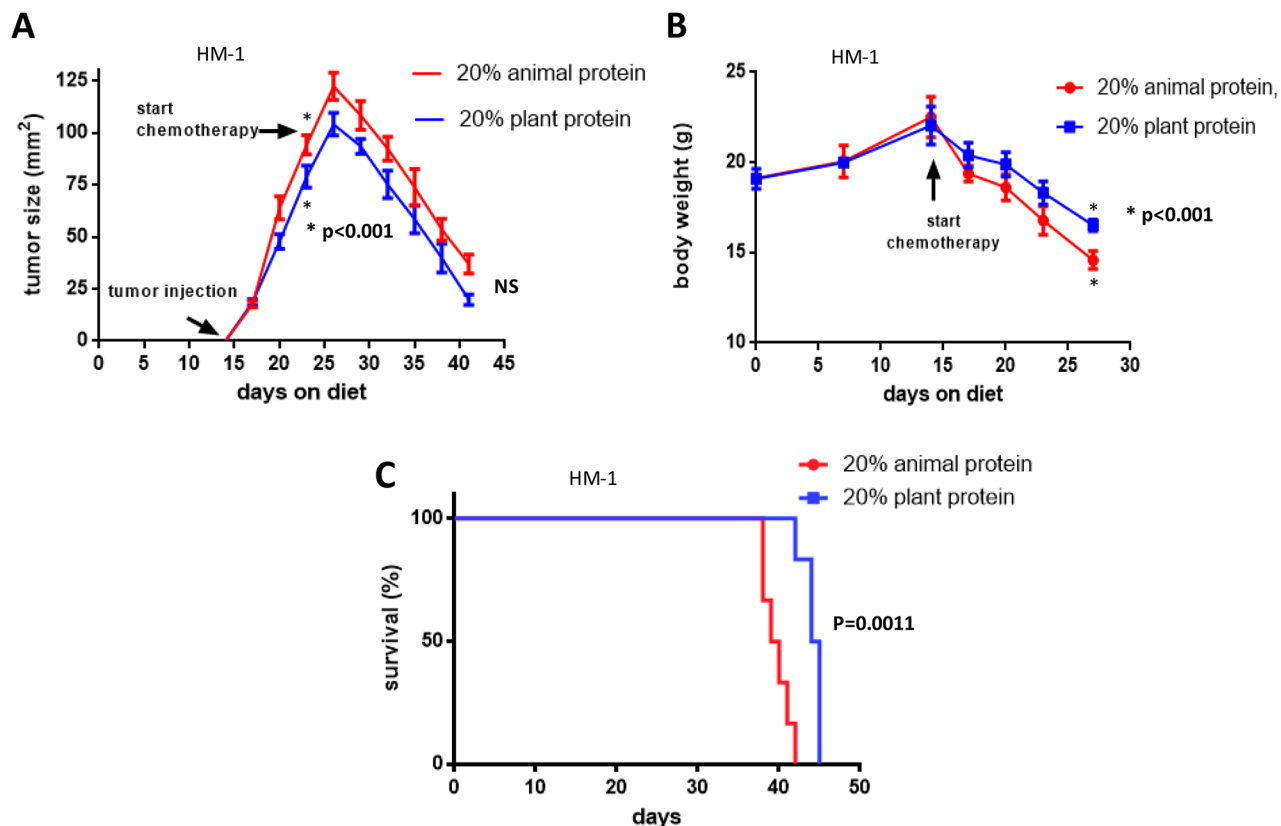 A
HM-1
20% animal protein
20% plant protein
start
chemotherapy
*
*
* p<0.001
tumor injection
NS
tumor size (mm²)
125
100
75
50
25
0
0 5 10 15 20 25 30 35 40 45
days on diet
B
HM-1
20% animal protein,
20% plant protein
start
chemotherapy
*
*
* p<0.001
body weight (g)
25
20
15
10
0 5 10 15 20 25 30
days on diet
C
HM-1
20% animal protein
20% plant protein
P=0.0011
survival (%)
100
50
0
0 10 20 30 40 50
days